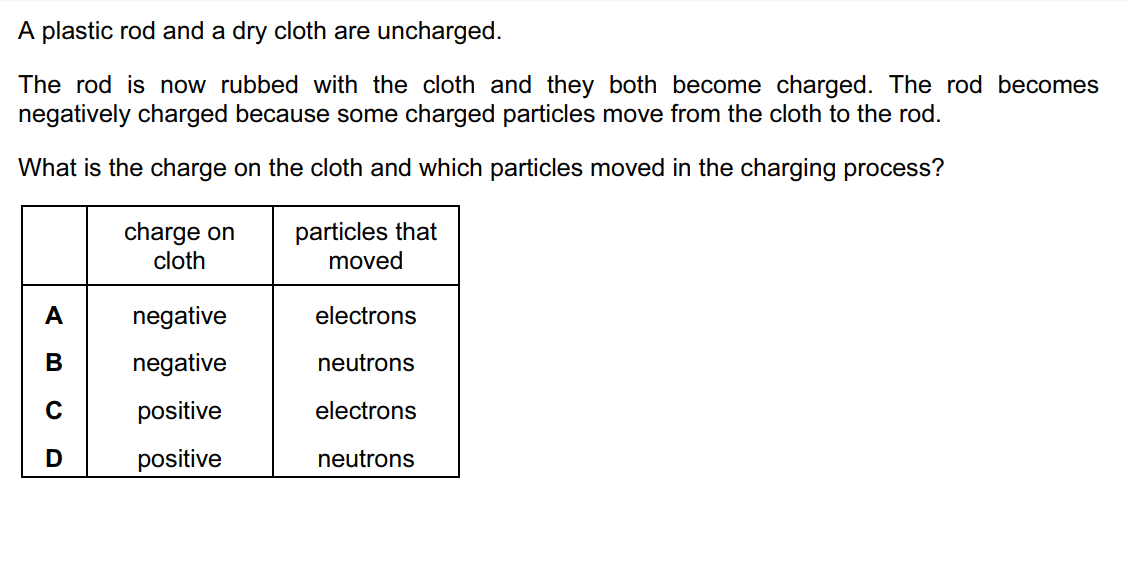 A plastic rod and a dry cloth are uncharged.
The rod is now rubbed with the cloth and they both become charged. The rod becomes
negatively charged because some charged particles move from the cloth to the rod.
What is the charge on the cloth and which particles moved in the charging process?
charge on cloth particles that moved
A negative electrons
B negative neutrons
C positive electrons
D positive neutrons